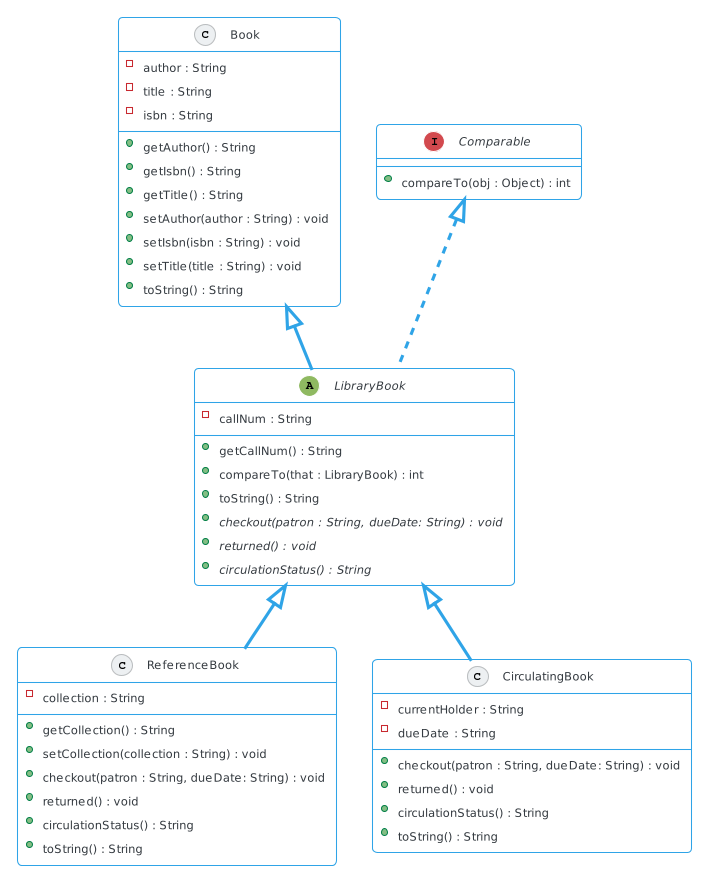 C Book
author : String
title : String
isbn : String
getAuthor() : String
getIsbn() : String
getTitle() : String
setAuthor(author : String) : void
setIsbn(isbn : String) : void
setTitle(title : String) : void
toString() : String
I Comparable
compareTo(obj : Object) : int
A LibraryBook
callNum : String
getCallNum() : String
compareTo(that : LibraryBook) : int
toString() : String
checkout(patron : String, dueDate: String) : void
returned() : void
circulationStatus() : String
C ReferenceBook
collection : String
getCollection() : String
setCollection(collection : String) : void
checkout(patron : String, dueDate: String) : void
returned() : void
circulationStatus() : String
toString() : String
C CirculatingBook
currentHolder : String
dueDate : String
checkout(patron : String, dueDate: String) : void
returned() : void
circulationStatus() : String
toString() : String